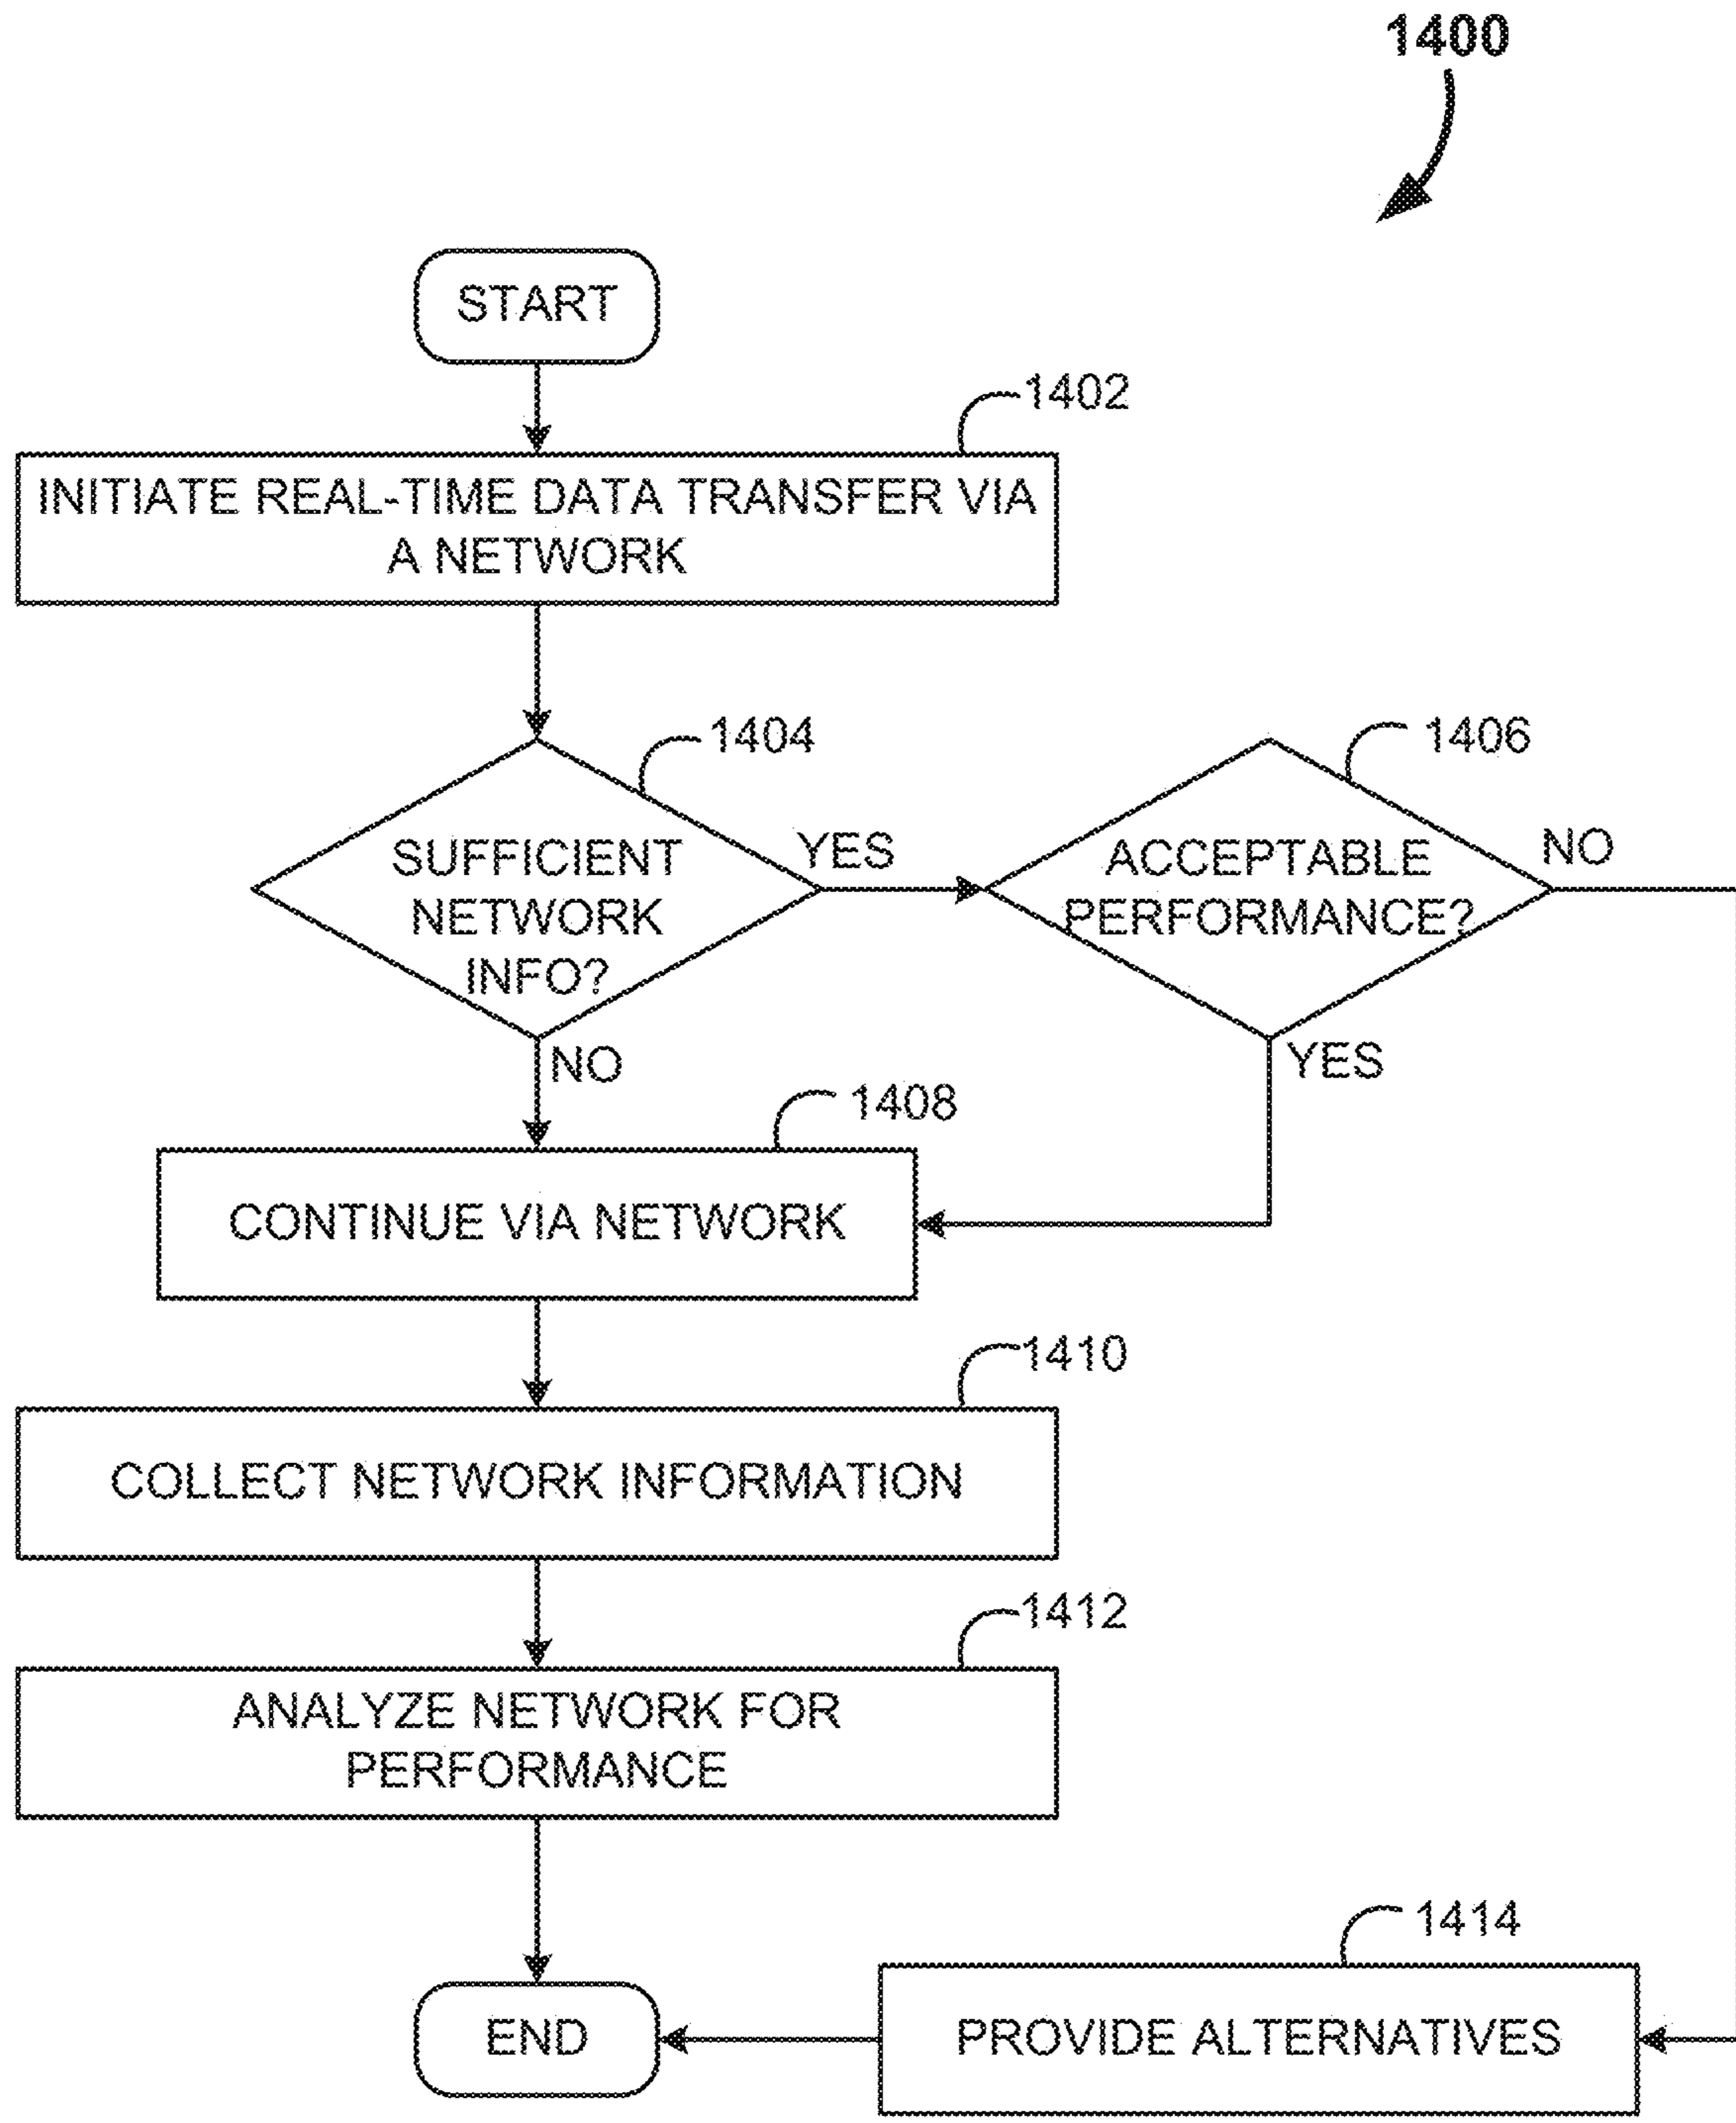 1400
START
1402
INITIATE REAL-TIME DATA TRANSFER VIA
A NETWORK
1404
1406
SUFFICIENT
NETWORK
INFO?
YES
ACCEPTABLE
PERFORMANCE?
NO
NO
YES
1408
CONTINUE VIA NETWORK
1410
COLLECT NETWORK INFORMATION
1412
ANALYZE NETWORK FOR
PERFORMANCE
1414
END
PROVIDE ALTERNATIVES